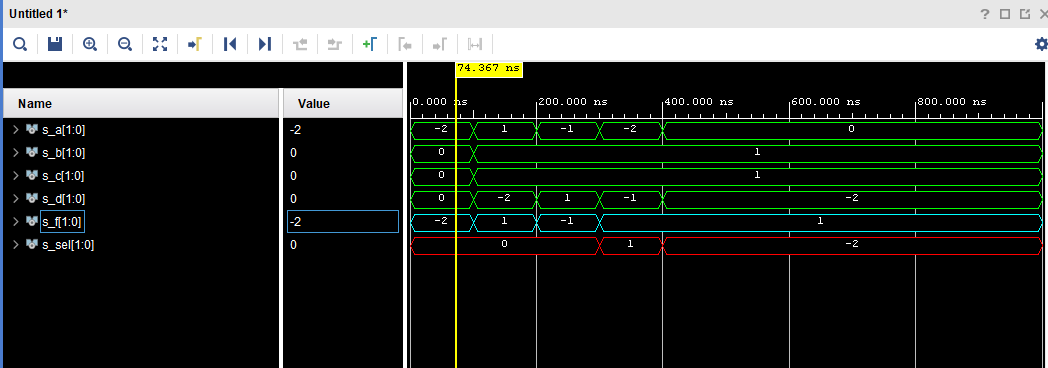 Untitled 1*
74.367 ns
Name Value 0.000 ns 200.000 ns 400.000 ns 600.000 ns 800.000 ns
s_a[1:0] -2 -2 1 -1 -2 0
s_b[1:0] 0 0 1
s_c[1:0] 0 0 1
s_d[1:0] 0 0 -2 1 -1 -2
s_f[1:0] -2 -2 1 -1 1
s_sel[1:0] 0 0 1 -2